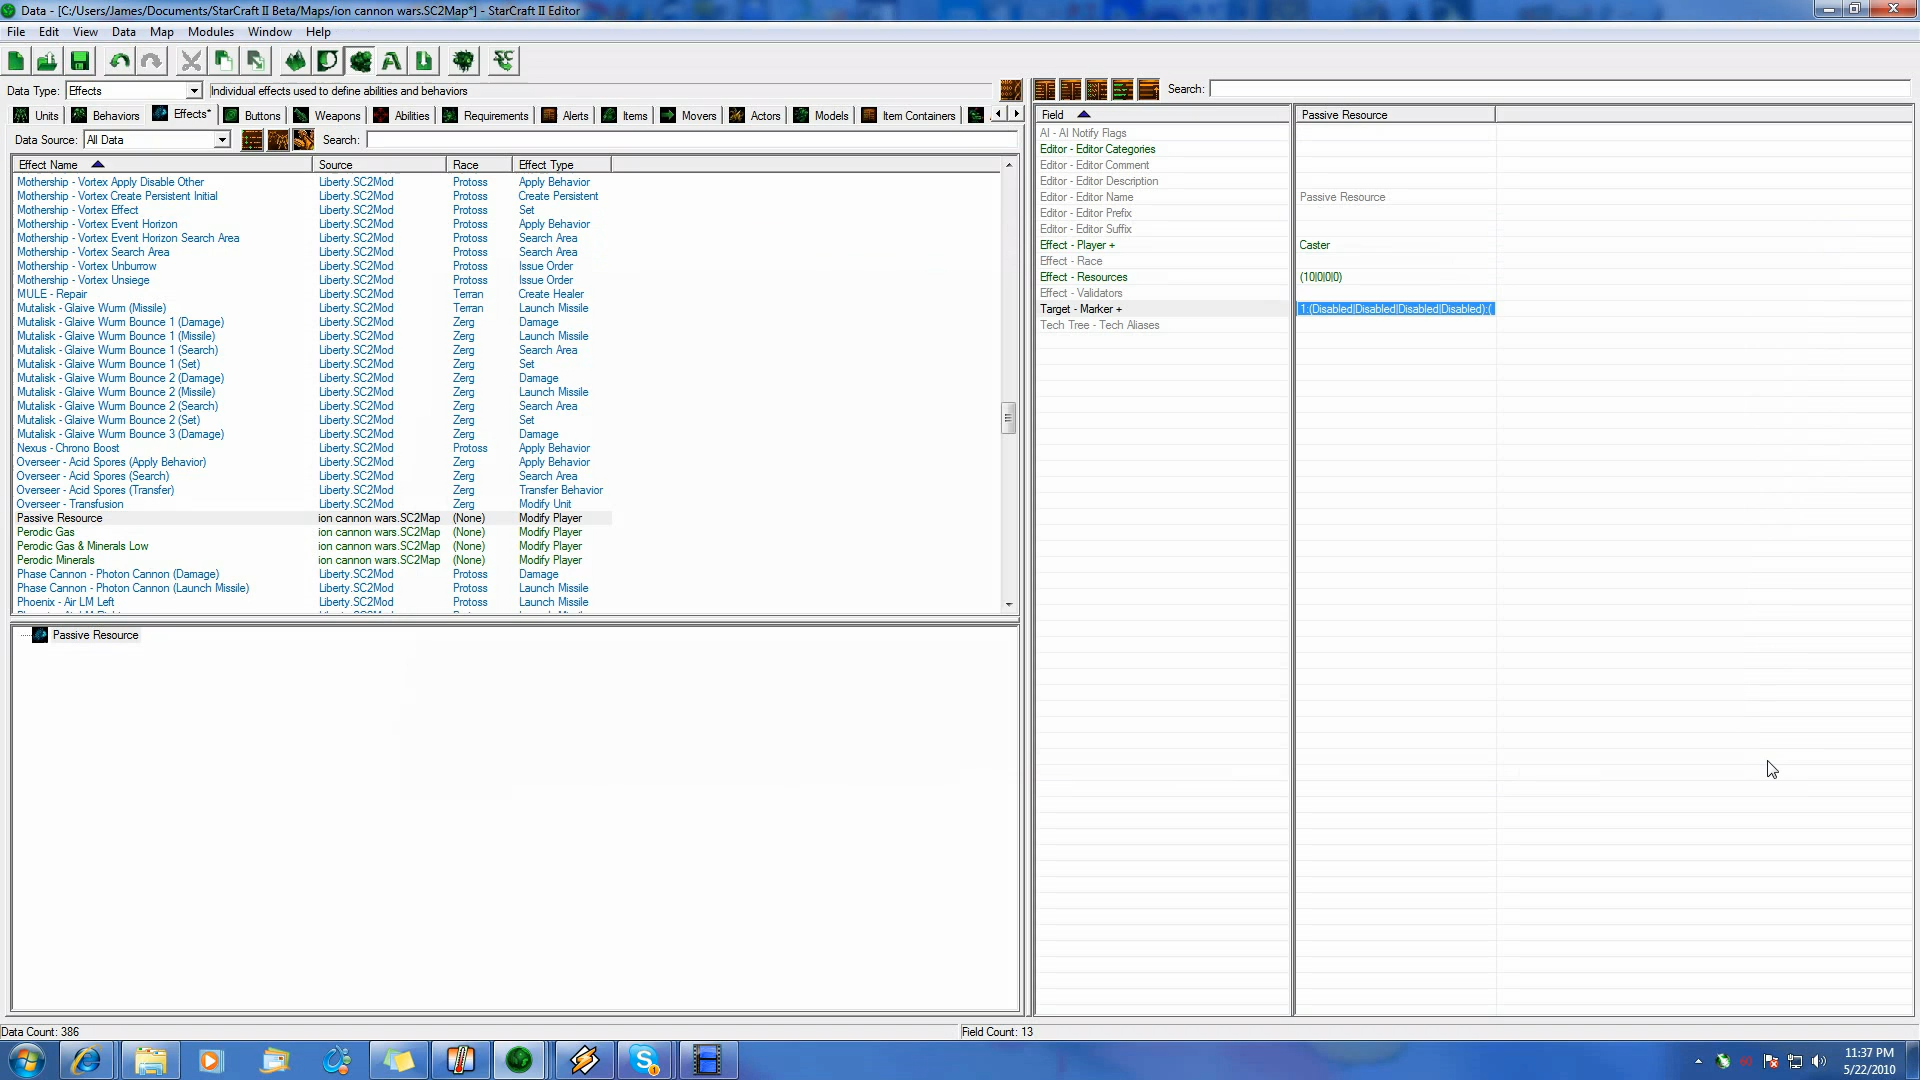 Data - [C:/Users/James/Documents/StarCraft II Beta/Maps/ion cannon wars.SC2Map*] - StarCraft II Editor
File Edit View Data Map Modules Window Help
Data Type: Effects Individual effects used to define abilities and behaviors
Search:
Units Behaviors Effects* Buttons Weapons Abilities Requirements Alerts Items Movers Actors Models Item Containers
Data Source: All Data Search:
Effect Name Source Race Effect Type
Mothership - Vortex Apply Disable Other Liberty.SC2Mod Protoss Apply Behavior
Mothership - Vortex Create Persistent Initial Liberty.SC2Mod Protoss Create Persistent
Mothership - Vortex Effect Liberty.SC2Mod Protoss Set
Mothership - Vortex Event Horizon Liberty.SC2Mod Protoss Apply Behavior
Mothership - Vortex Event Horizon Search Area Liberty.SC2Mod Protoss Search Area
Mothership - Vortex Search Area Liberty.SC2Mod Protoss Search Area
Mothership - Vortex Unburrow Liberty.SC2Mod Protoss Issue Order
Mothership - Vortex Unsiege Liberty.SC2Mod Protoss Issue Order
MULE - Repair Liberty.SC2Mod Terran Create Healer
Mutalisk - Glaive Wurm (Missile) Liberty.SC2Mod Terran Launch Missile
Mutalisk - Glaive Wurm Bounce 1 (Damage) Liberty.SC2Mod Zerg Damage
Mutalisk - Glaive Wurm Bounce 1 (Missile) Liberty.SC2Mod Zerg Launch Missile
Mutalisk - Glaive Wurm Bounce 1 (Search) Liberty.SC2Mod Zerg Search Area
Mutalisk - Glaive Wurm Bounce 1 (Set) Liberty.SC2Mod Zerg Set
Mutalisk - Glaive Wurm Bounce 2 (Damage) Liberty.SC2Mod Zerg Damage
Mutalisk - Glaive Wurm Bounce 2 (Missile) Liberty.SC2Mod Zerg Launch Missile
Mutalisk - Glaive Wurm Bounce 2 (Search) Liberty.SC2Mod Zerg Search Area
Mutalisk - Glaive Wurm Bounce 2 (Set) Liberty.SC2Mod Zerg Set
Mutalisk - Glaive Wurm Bounce 3 (Damage) Liberty.SC2Mod Zerg Damage
Nexus - Chrono Boost Liberty.SC2Mod Protoss Apply Behavior
Overseer - Acid Spores (Apply Behavior) Liberty.SC2Mod Zerg Apply Behavior
Overseer - Acid Spores (Search) Liberty.SC2Mod Zerg Search Area
Overseer - Acid Spores (Transfer) Liberty.SC2Mod Zerg Transfer Behavior
Overseer - Transfusion Liberty.SC2Mod Zerg Modify Unit
Passive Resource ion cannon wars.SC2Map (None) Modify Player
Perodic Gas ion cannon wars.SC2Map (None) Modify Player
Perodic Gas & Minerals Low ion cannon wars.SC2Map (None) Modify Player
Perodic Minerals ion cannon wars.SC2Map (None) Modify Player
Phase Cannon - Photon Cannon (Damage) Liberty.SC2Mod Protoss Damage
Phase Cannon - Photon Cannon (Launch Missile) Liberty.SC2Mod Protoss Launch Missile
Phoenix - Air LM Left Liberty.SC2Mod Protoss Launch Missile
Passive Resource
Field Passive Resource
AI - AI Notify Flags
Editor - Editor Categories
Editor - Editor Comment
Editor - Editor Description
Editor - Editor Name Passive Resource
Editor - Editor Prefix
Editor - Editor Suffix
Effect - Player + Caster
Effect - Race
Effect - Resources (10|0|0|0)
Effect - Validators
Target - Marker + 1:(Disabled|Disabled|Disabled|Disabled):(
Tech Tree - Tech Aliases
Data Count: 386 Field Count: 13
11:37 PM
5/22/2010